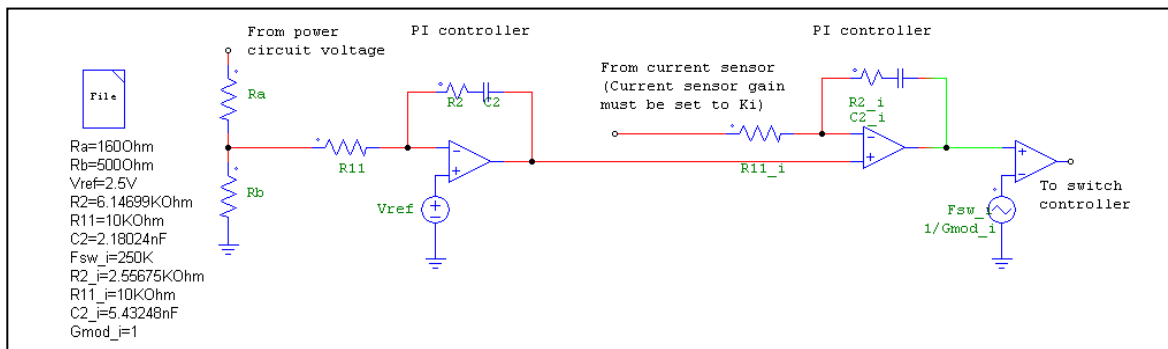 From power
circuit voltage
PI controller
PI controller
From current sensor
(Current sensor gain
must be set to Ki)
File
Ra
R2 C2
R2_i
C2_i
R11
R11_i
Rb
Vref
Fsw_i
1/Gmod_i
To switch
controller
Ra=160Ohm
Rb=500Ohm
Vref=2.5V
R2=6.14699KOhm
R11=10KOhm
C2=2.18024nF
Fsw_i=250K
R2_i=2.55675KOhm
R11_i=10KOhm
C2_i=5.43248nF
Gmod_i=1